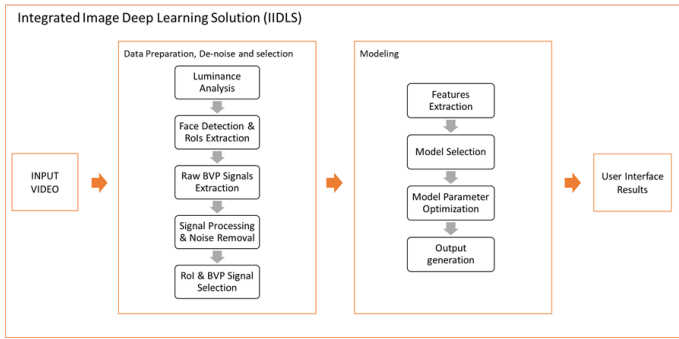 Integrated Image Deep Learning Solution (IIDLS)
Data Preparation, De-noise and selection
Luminance
Analysis
Face Detection &
RoIs Extraction
Raw BVP Signals
Extraction
Signal Processing
& Noise Removal
RoI & BVP Signal
Selection
Modeling
Features
Extraction
Model Selection
Model Parameter
Optimization
Output
generation
INPUT
VIDEO
User Interface
Results